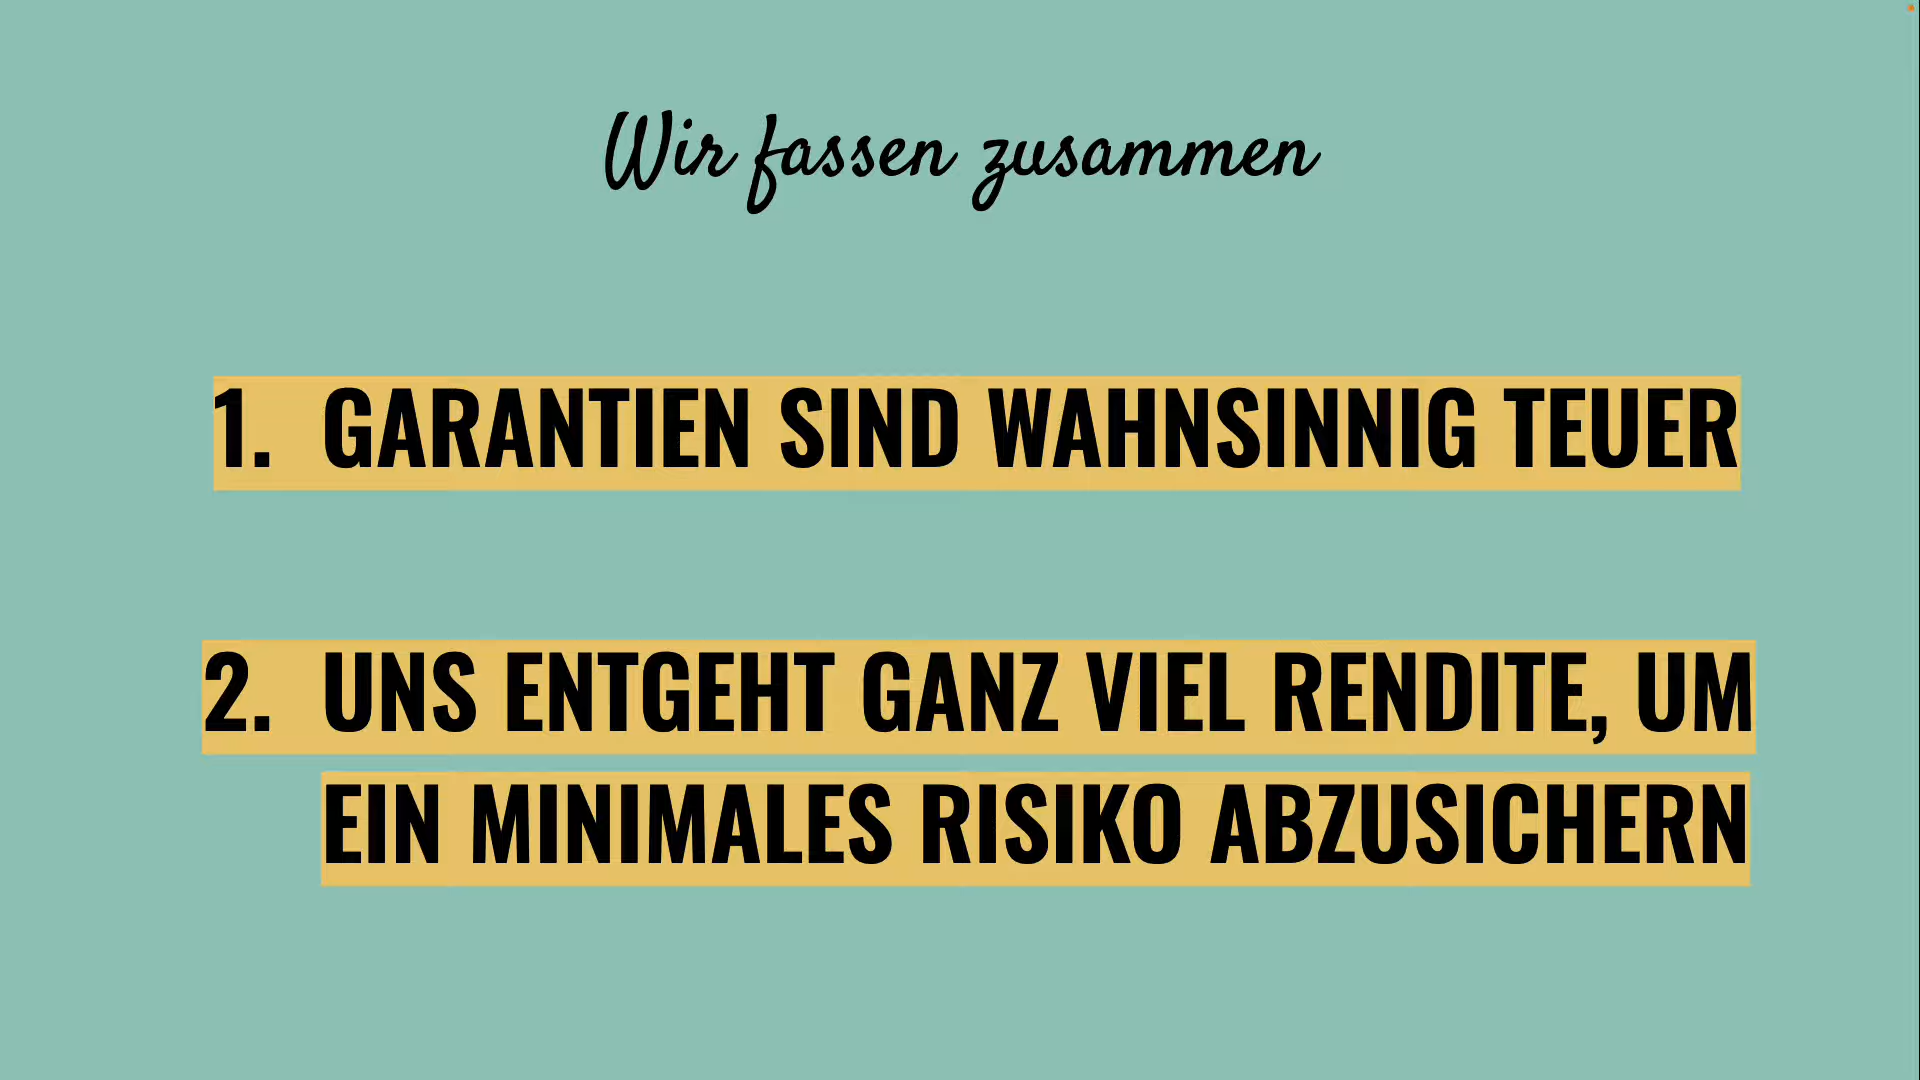 Wir fassen zusammen
1. GARANTIEN SIND WAHNSINNIG TEUER
2. UNS ENTGEHT GANZ VIEL RENDITE, UM
EIN MINIMALES RISIKO ABZUSICHERN